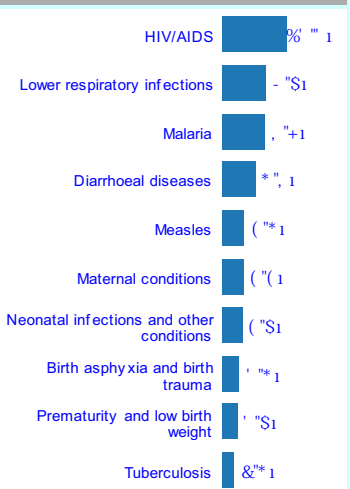 HIV/AIDS %' "' ı
Lower respiratory infections - "$ı
Malaria , "+ı
Diarrhoeal diseases * ", ı
Measles ( "* ı
Maternal conditions ( "( ı
Neonatal infections and other
conditions ( "$ı
Birth asphyxia and birth
trauma ' "* ı
Prematurity and low birth
weight ' "$ı
Tuberculosis &"* ı